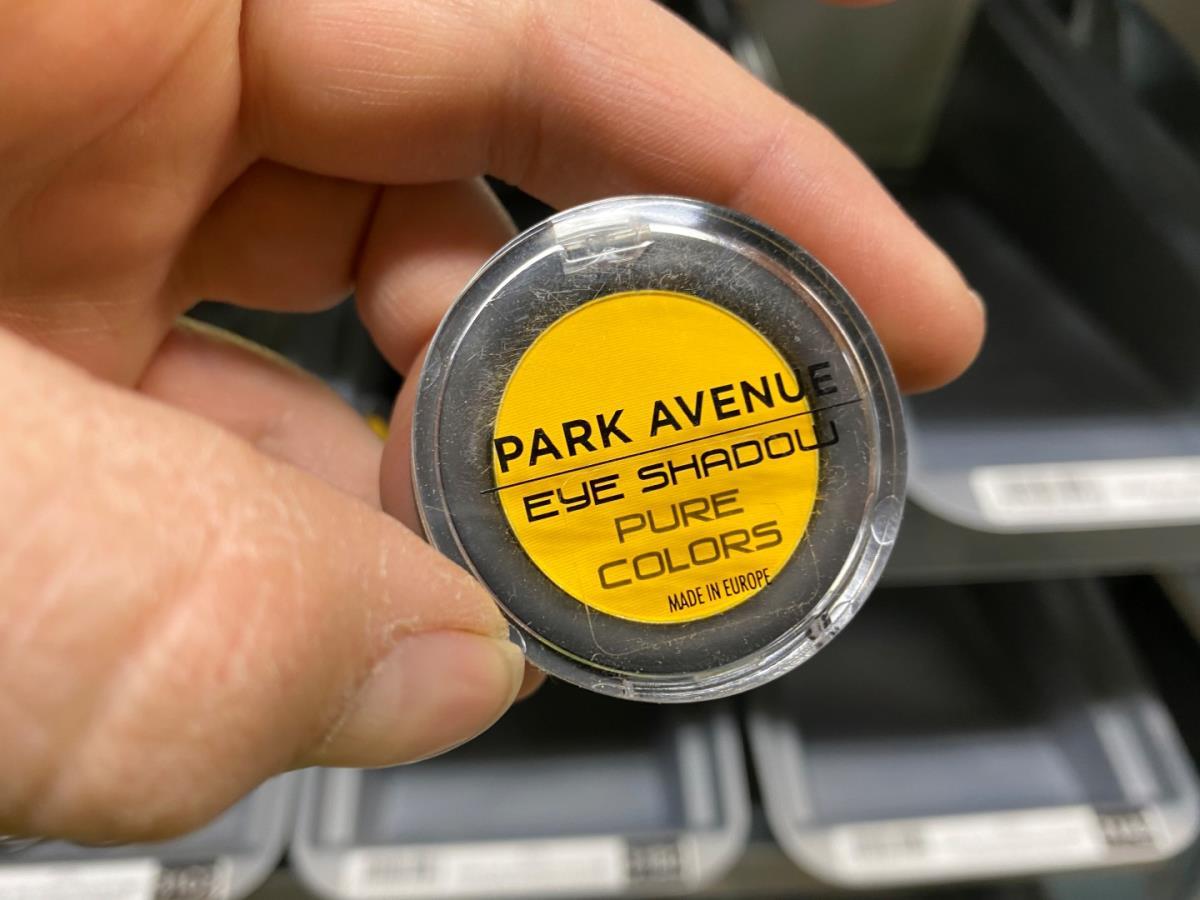 PARK AVENUE
EYE SHADOW
PURE
COLORS
MADE IN EUROPE